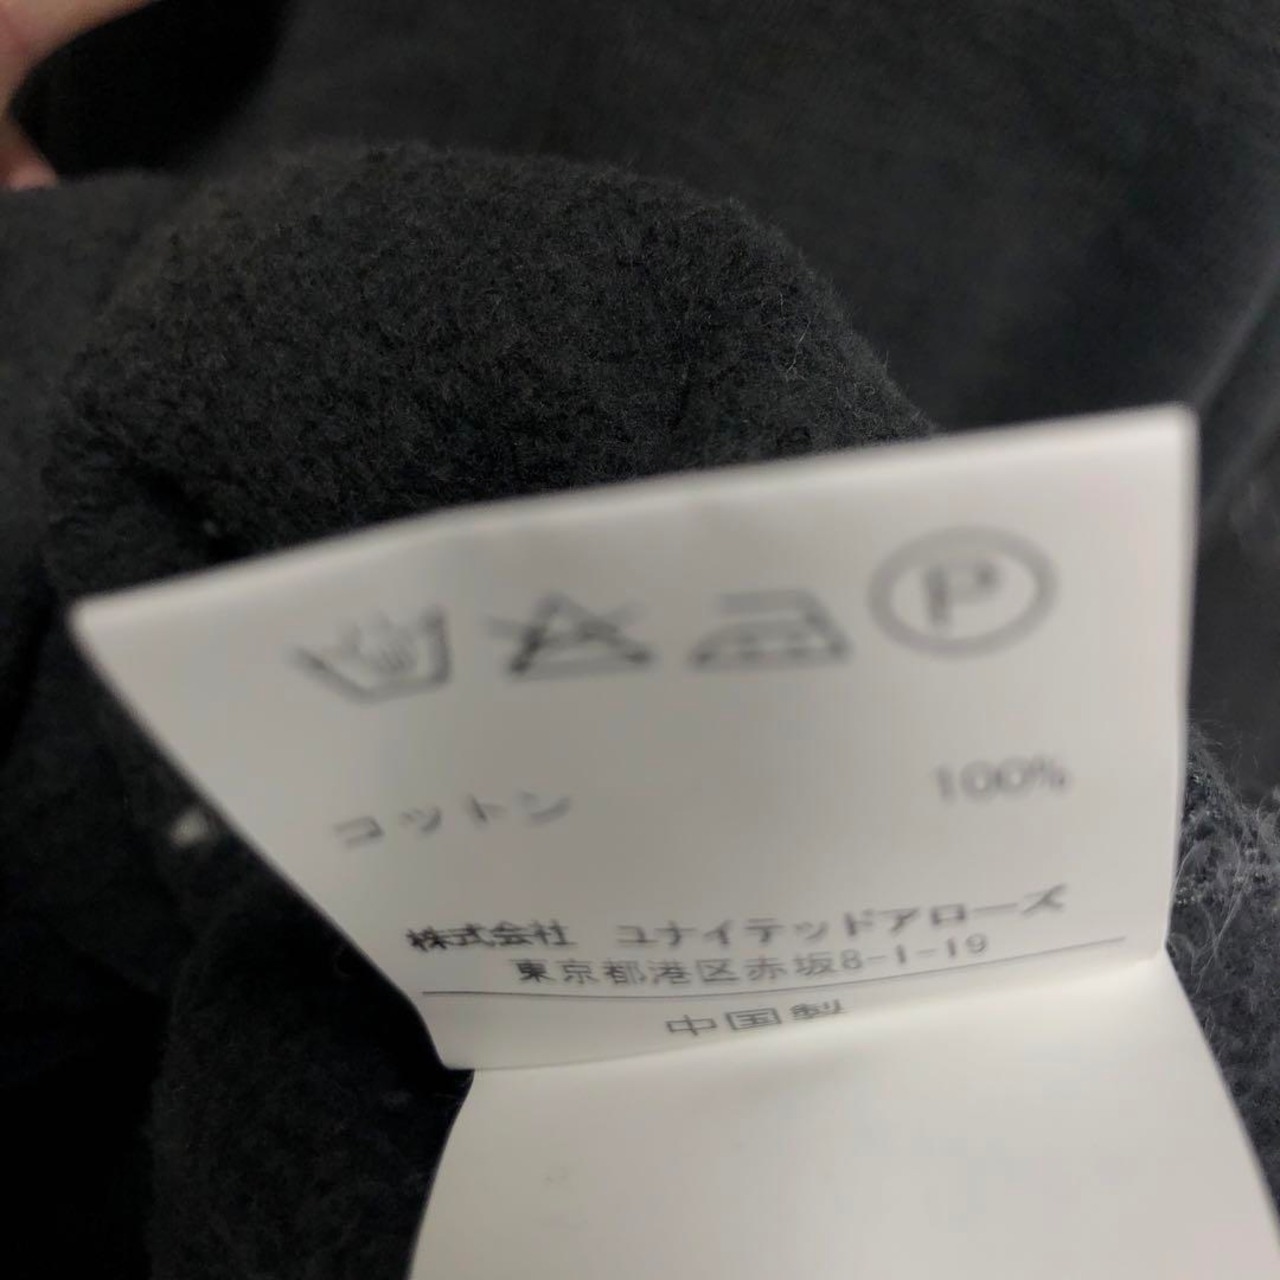 P
コットン 100%
株式会社 ユナイテッドアローズ
東京都港区赤坂8-1-19
中国製